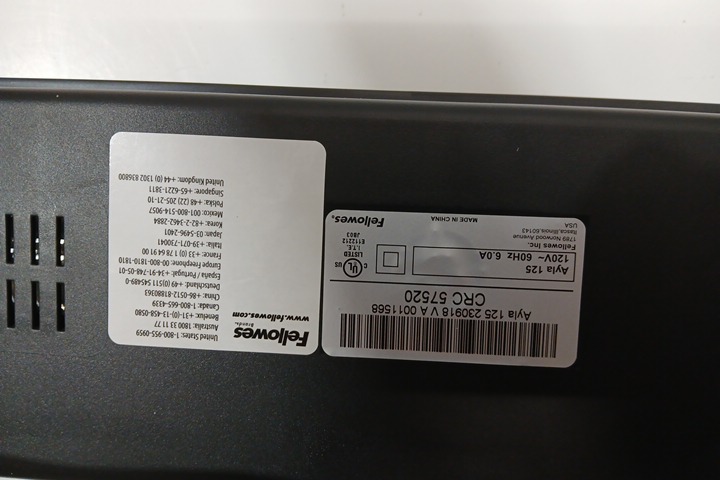 Fellowes
Brands
www.fellowes.com
United States: 1-800-955-0959
Australia: 1800 33 11 77
Benelux: +31-(0)-458-0580
Canada: 1-800-665-4339
China: +86-0512-81880363
Deutschland: +49 (0)511 545489-0
España / Portugal: +34-91-748-05-01
Europe Freephone: 00-800-1810-1810
France: +33 (0) 1 78 64 91 00
Italia: +39-071-730041
Japan: 03-5496-2401
Korea: +82-2-3462-2884
Mexico: 001-800-514-9057
Polska: +48 (22) 205-21-10
Singapore: +65-6221-3811
United Kingdom: +44 (0) 1302 836800
Ayla 125 230918 V A 0011568
CRC 57520
Ayla 125
120V~ 60Hz 6.0A
Fellowes Inc.
1789 Norwood Avenue
Itasca,Illinois,60143
USA
MADE IN CHINA
C UL US
LISTED
I.T.E.
E112212
JB03
Fellowes